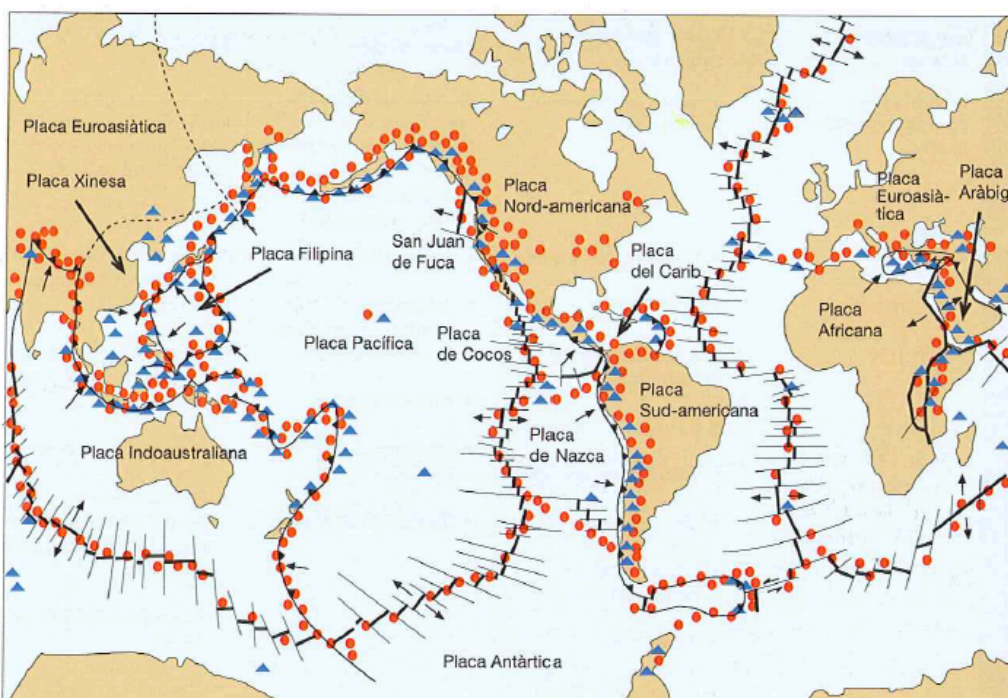 Placa Euroasiàtica
Placa Xinesa
Placa Filipina
Placa Pacífica
Placa Indoaustraliana
San Juan
de Fuca
Placa
Nord-americana
Placa
del Carib
Placa
de Cocos
Placa
Sud-americana
Placa
de Nazca
Placa
Euroasià-
tica
Placa
Aràbig
Placa
Africana
Placa Antàrtica